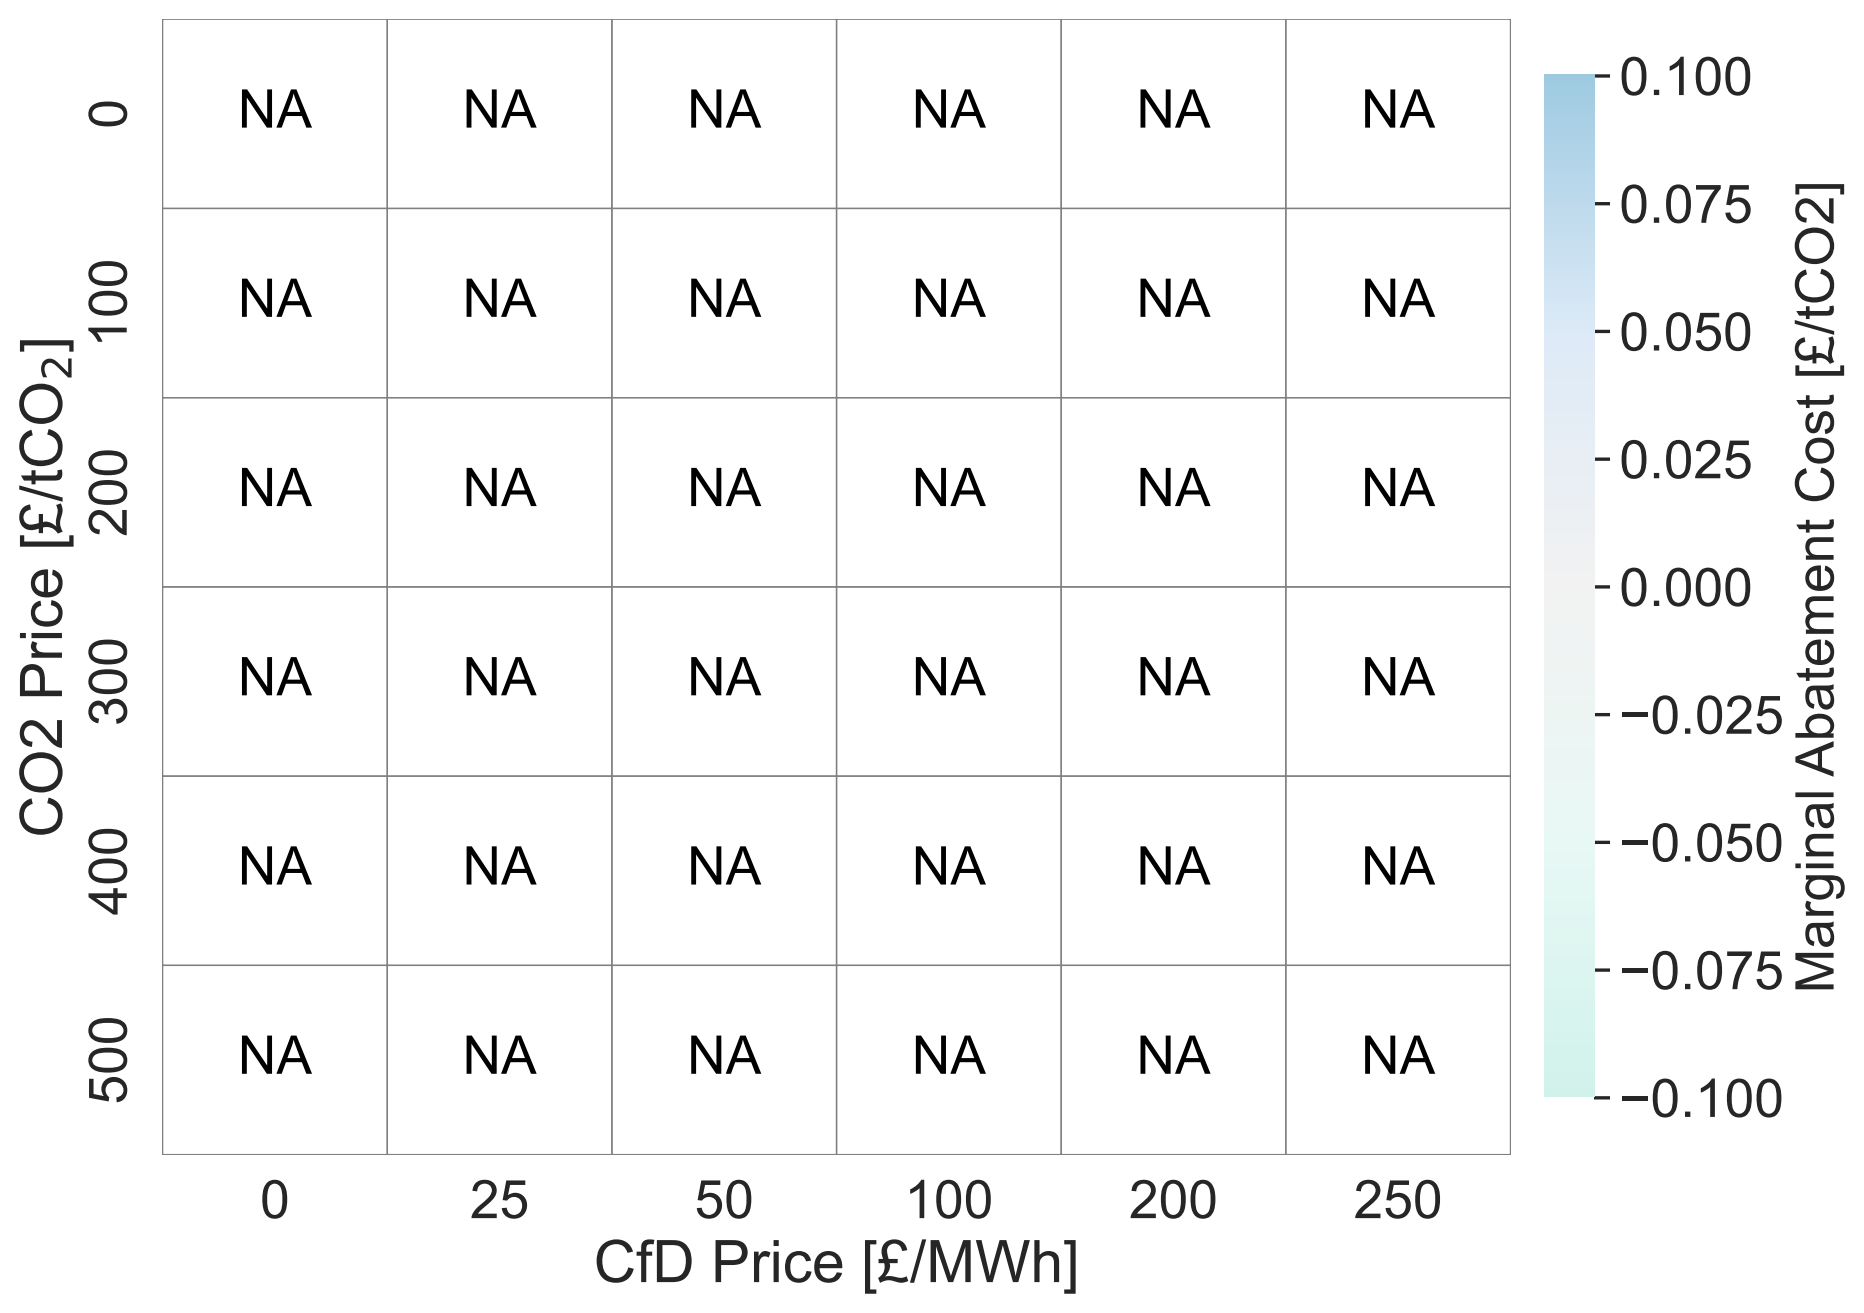 0 NA NA NA NA NA NA
100 NA NA NA NA NA NA
200 NA NA NA NA NA NA
300 NA NA NA NA NA NA
400 NA NA NA NA NA NA
500 NA NA NA NA NA NA
0 25 50 100 200 250
CfD Price [£/MWh]
CO2 Price [£/tCO₂]
0.100
0.075
0.050
0.025
0.000
−0.025
−0.050
−0.075
−0.100
Marginal Abatement Cost [£/tCO2]